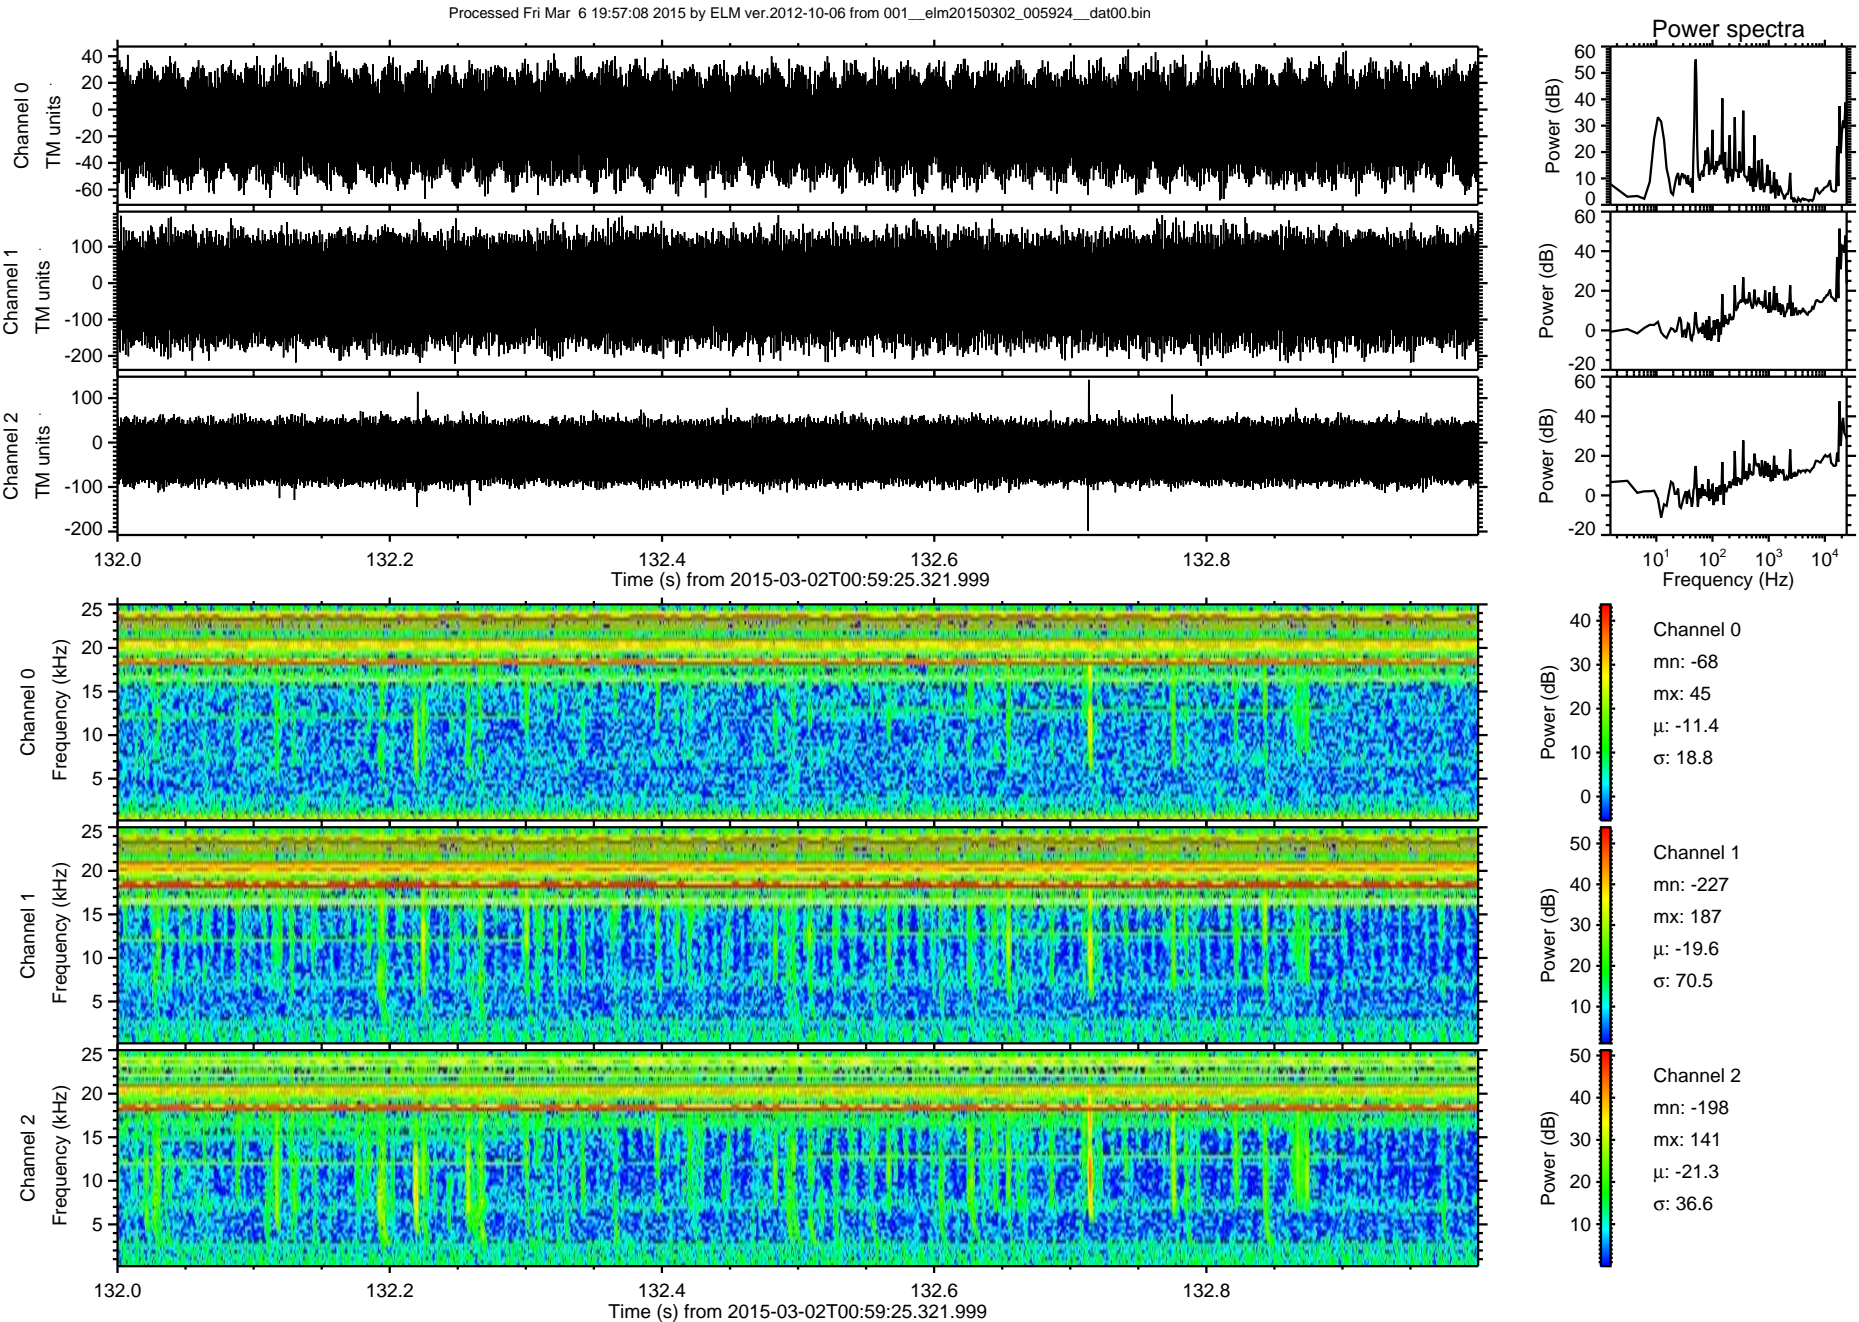 Processed Fri Mar  6 19:57:08 2015 by ELM ver.2012-10-06 from 001__elm20150302_005924__dat00.bin
Power spectra
Channel 0
TM units
40
20
0
-20
-40
-60
Power (dB)
60
50
40
30
20
10
0
Channel 1
TM units
100
0
-100
-200
Power (dB)
60
40
20
0
-20
Channel 2
TM units
100
0
-100
-200
Power (dB)
60
40
20
0
-20
132.0 132.2 132.4 132.6 132.8
Time (s) from 2015-03-02T00:59:25.321.999
10^1 10^2 10^3 10^4
Frequency (Hz)
Channel 0
Frequency (kHz)
25
20
15
10
5
Power (dB)
40
30
20
10
0
Channel 0
mn: -68
mx: 45
μ: -11.4
σ: 18.8
Channel 1
Frequency (kHz)
25
20
15
10
5
Power (dB)
50
40
30
20
10
Channel 1
mn: -227
mx: 187
μ: -19.6
σ: 70.5
Channel 2
Frequency (kHz)
25
20
15
10
5
Power (dB)
50
40
30
20
10
Channel 2
mn: -198
mx: 141
μ: -21.3
σ: 36.6
132.0 132.2 132.4 132.6 132.8
Time (s) from 2015-03-02T00:59:25.321.999